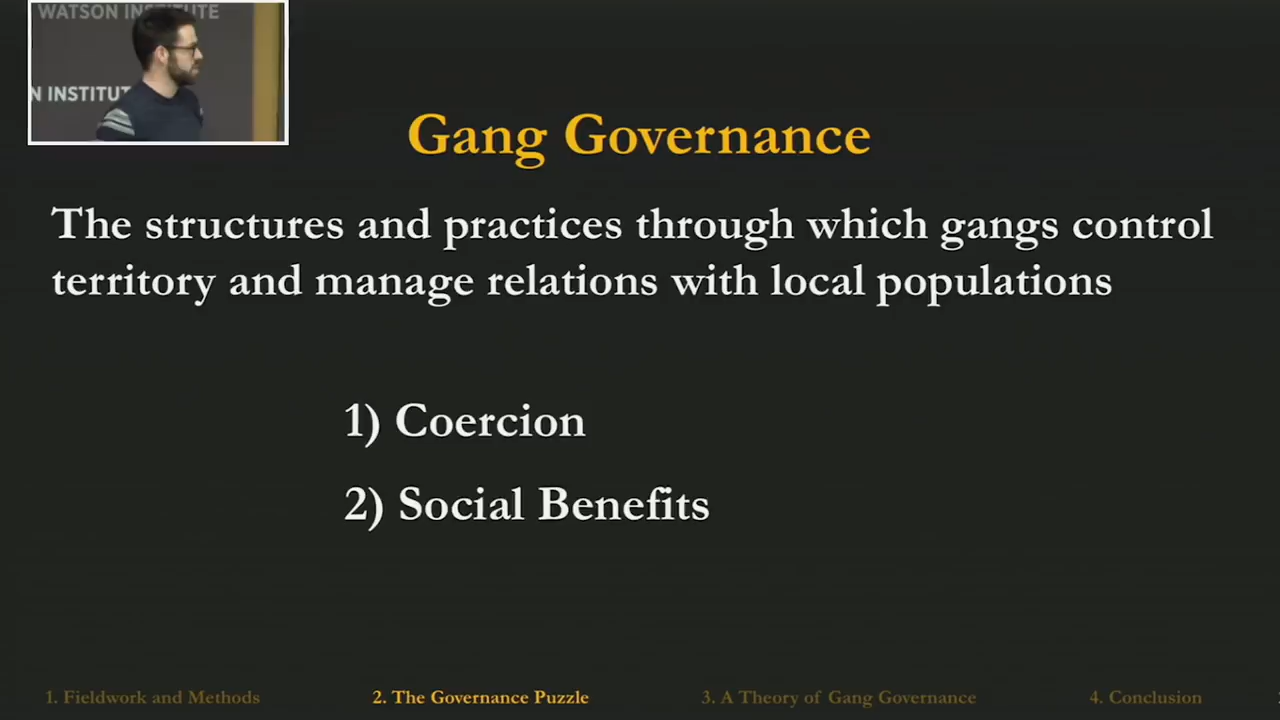 WATSON INSTITUTE
N INSTITUT
Gang Governance
The structures and practices through which gangs control
territory and manage relations with local populations
1) Coercion
2) Social Benefits
1. Fieldwork and Methods
2. The Governance Puzzle
3. A Theory of Gang Governance
4. Conclusion